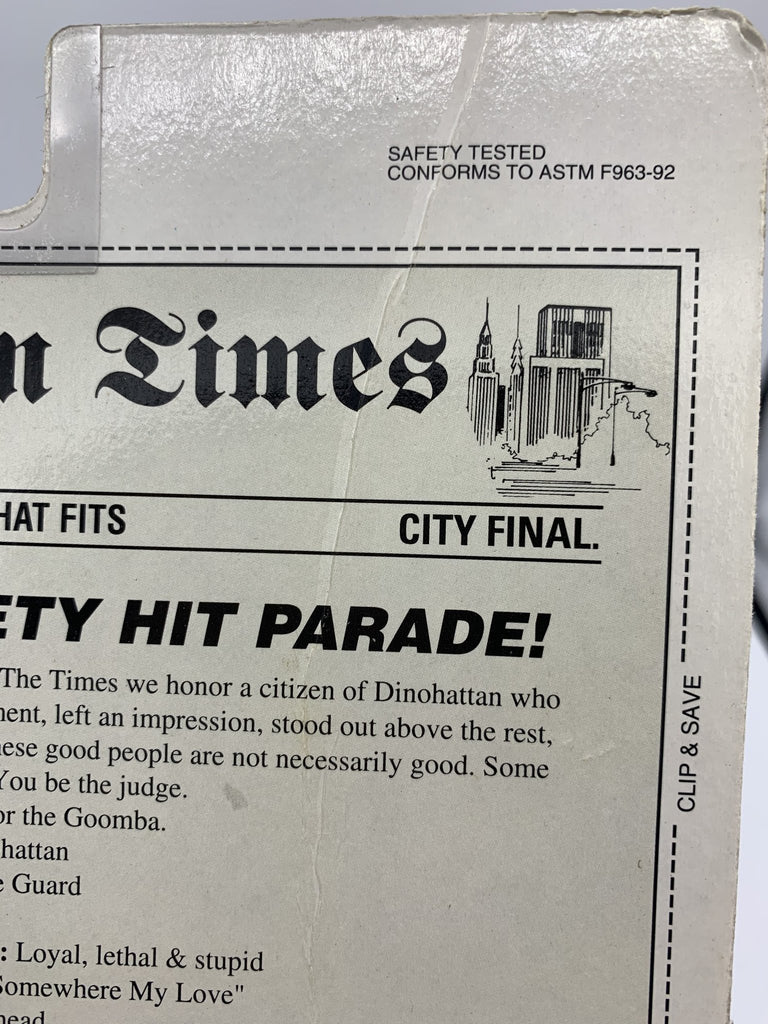 SAFETY TESTED
CONFORMS TO ASTM F963-92
n Times
HAT FITS
CITY FINAL.
ETY HIT PARADE!
The Times we honor a citizen of Dinohattan who
nent, left an impression, stood out above the rest,
ese good people are not necessarily good. Some
You be the judge.
or the Goomba.
hattan
e Guard
: Loyal, lethal & stupid
Somewhere My Love"
head
CLIP & SAVE